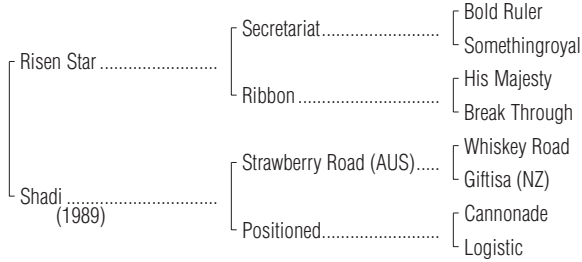 Bold Ruler
Secretariat
Somethingroyal
Risen Star
His Majesty
Ribbon
Break Through
Whiskey Road
Strawberry Road (AUS)
Giftisa (NZ)
Shadi
(1989)
Cannonade
Positioned
Logistic